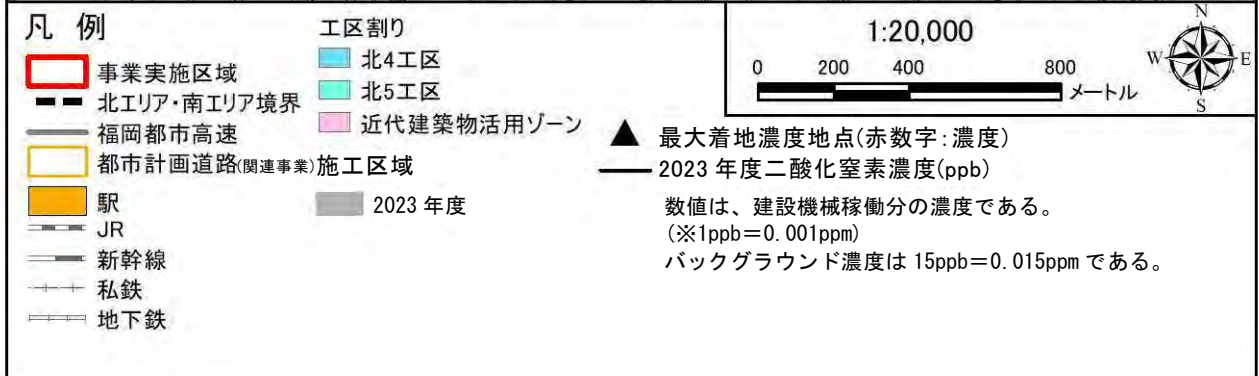 凡 例
事業実施区域
北エリア・南エリア境界
福岡都市高速
都市計画道路(関連事業)
駅
JR
新幹線
私鉄
地下鉄
工区割り
北4工区
北5工区
近代建築物活用ゾーン
施工区域
2023 年度
1:20,000
0 200 400 800
メートル
N
W E
S
最大着地濃度地点(赤数字:濃度)
2023 年度二酸化窒素濃度(ppb)
数値は、建設機械稼働分の濃度である。
(※1ppb=0.001ppm)
バックグラウンド濃度は 15ppb=0.015ppm である。